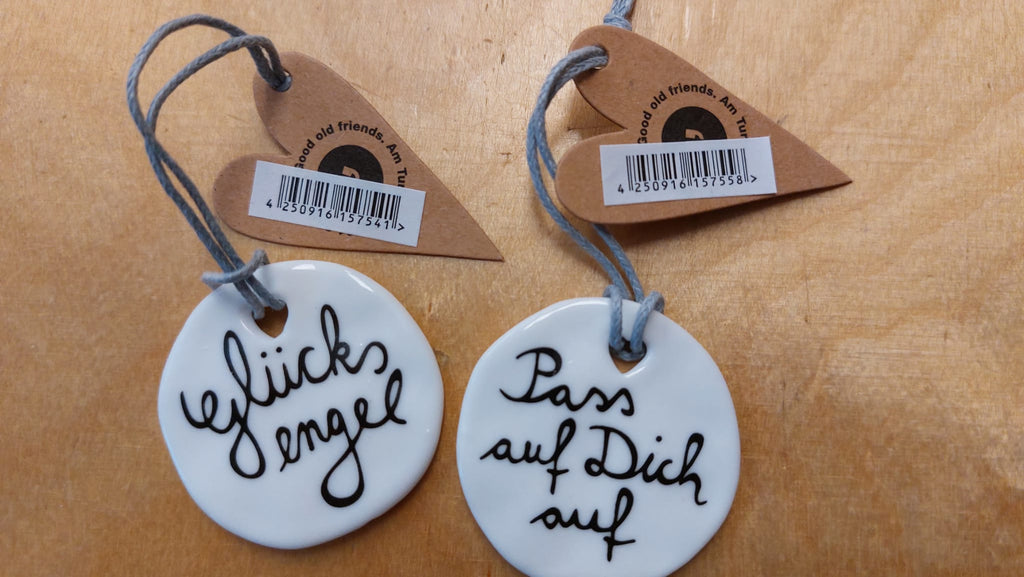 Good old friends. Am Tur
4 250916 157541 >
Good old friends. Am Tur
4 250916 157558 >
Glücks
engel
Pass
auf Dich
auf